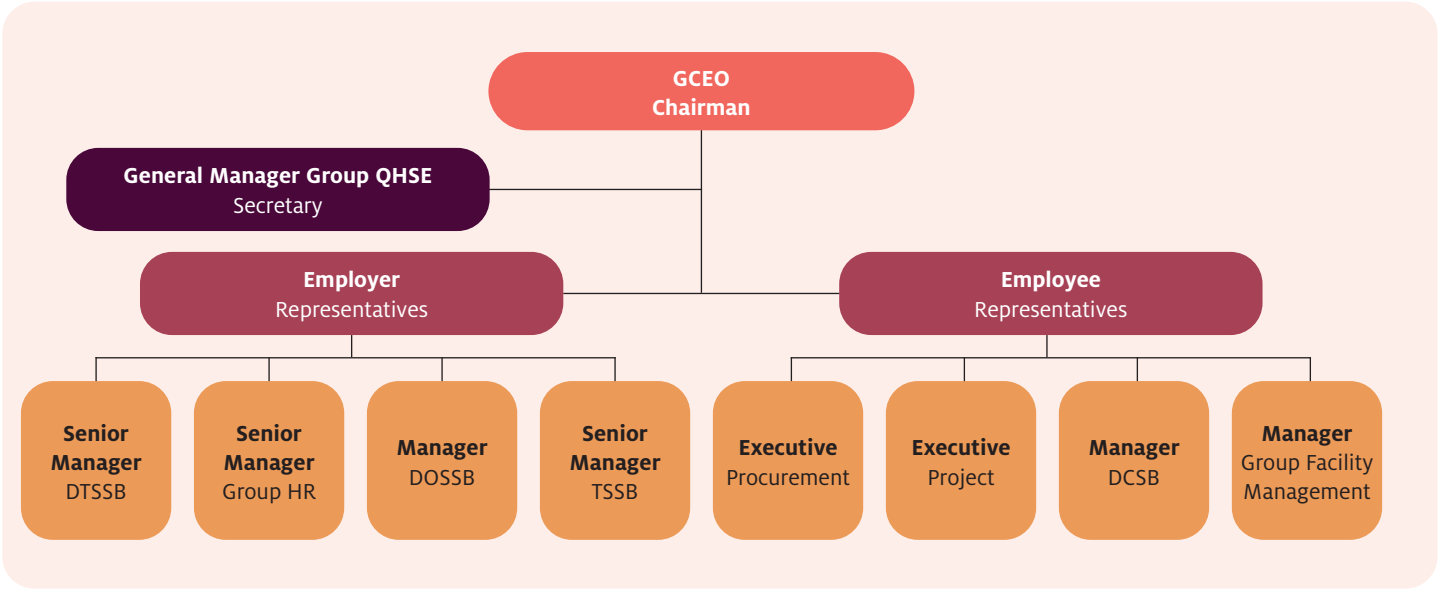 GCEO
Chairman
General Manager Group QHSE
Secretary
Employer
Representatives
Employee
Representatives
Senior
Manager
DTSSB
Senior
Manager
Group HR
Manager
DOSSB
Senior
Manager
TSSB
Executive
Procurement
Executive
Project
Manager
DCSB
Manager
Group Facility
Management